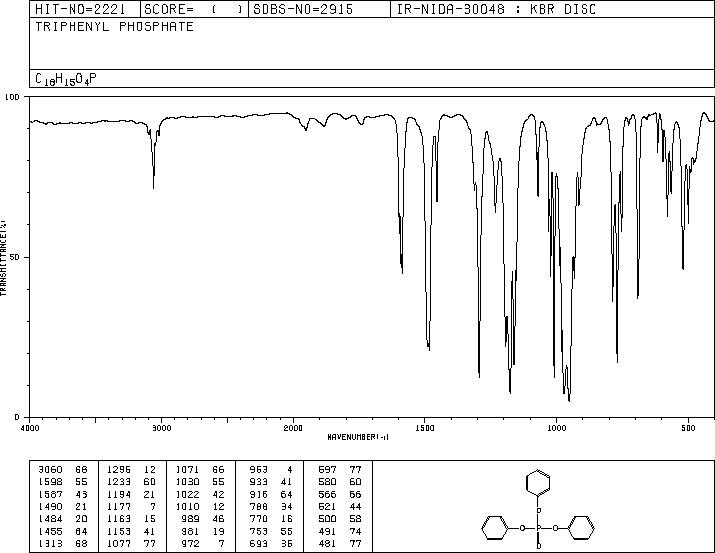 HIT-NO=2221 SCORE= ( ) SDBS-NO=2915 IR-NIDA-30048 : KBR DISC
TRIPHENYL PHOSPHATE
C18H15O4P
100
50
0
TRANSMITTANCE(%)
4000 3000 2000 1500 1000 500
WAVENUMBER(-1)
3060 68 1296 12 1071 66 963 4 597 77
1598 55 1233 60 1030 55 933 41 580 60
1587 43 1194 21 1022 42 916 64 566 66
1490 21 1177 7 1010 12 788 34 521 44
1484 20 1163 15 989 46 770 16 500 58
1455 64 1153 41 981 19 753 55 491 74
1313 68 1077 77 972 7 693 36 481 77
O
O P O
O